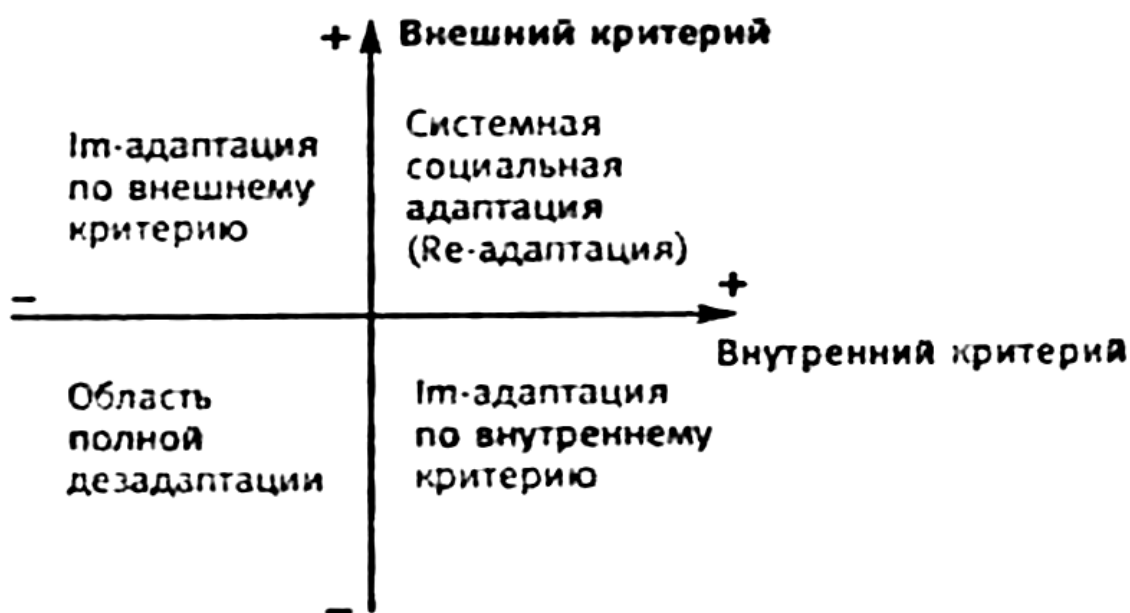 + Внешний критерий
Im-адаптация
по внешнему
критерию
Системная
социальная
адаптация
(Re-адаптация)
– +
Внутренний критерий
Область
полной
дезадаптации
Im-адаптация
по внутреннему
критерию
–